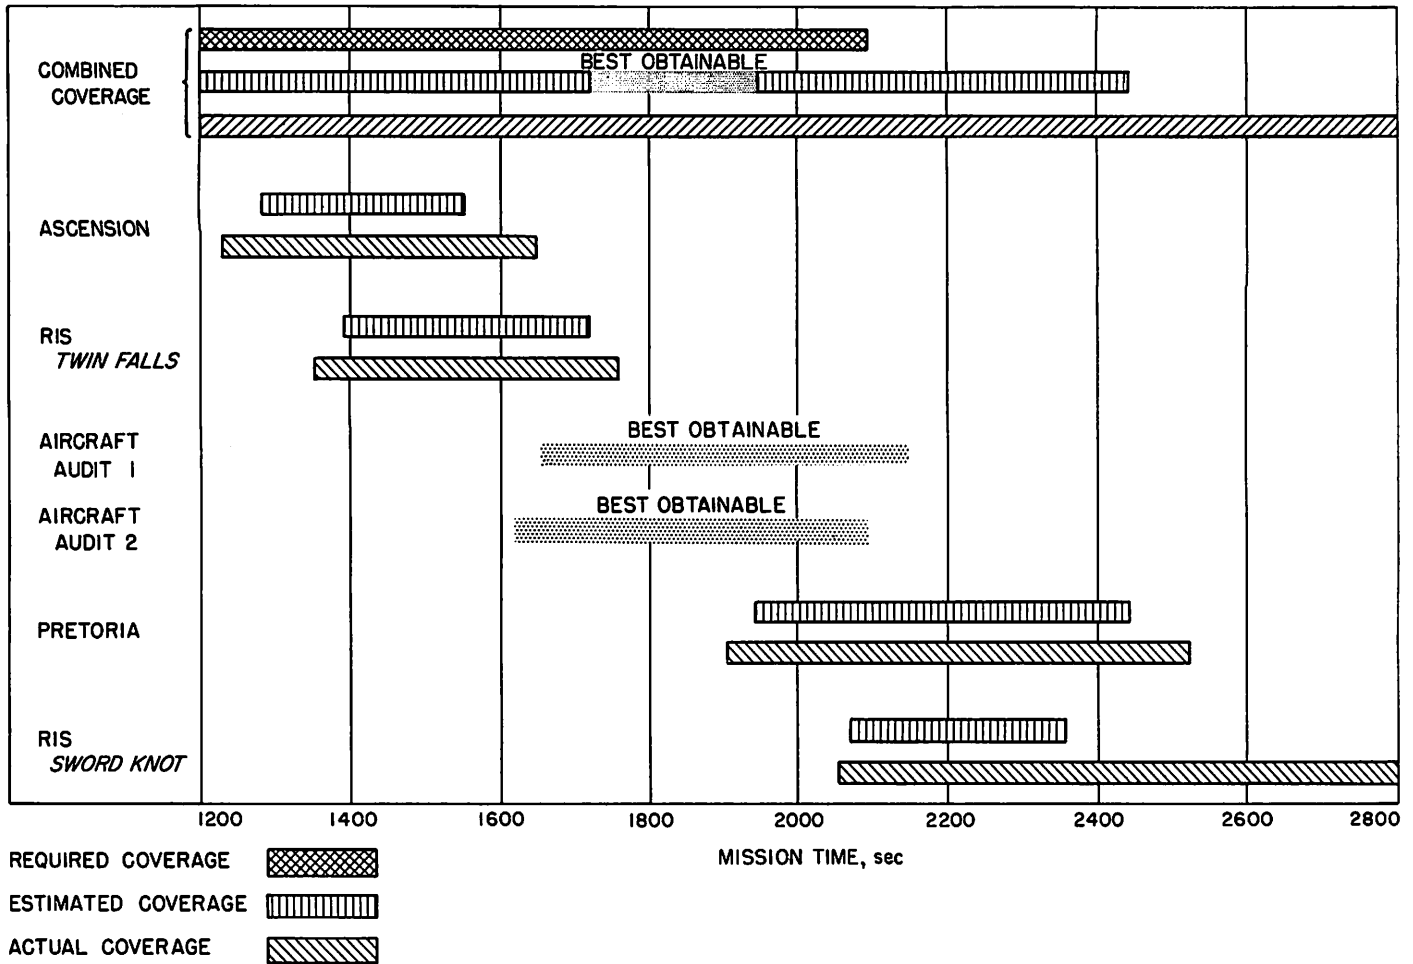 COMBINED
COVERAGE
BEST OBTAINABLE
ASCENSION
RIS
TWIN FALLS
AIRCRAFT
AUDIT 1
BEST OBTAINABLE
AIRCRAFT
AUDIT 2
BEST OBTAINABLE
PRETORIA
RIS
SWORD KNOT
1200 1400 1600 1800 2000 2200 2400 2600 2800
MISSION TIME, sec
REQUIRED COVERAGE
ESTIMATED COVERAGE
ACTUAL COVERAGE